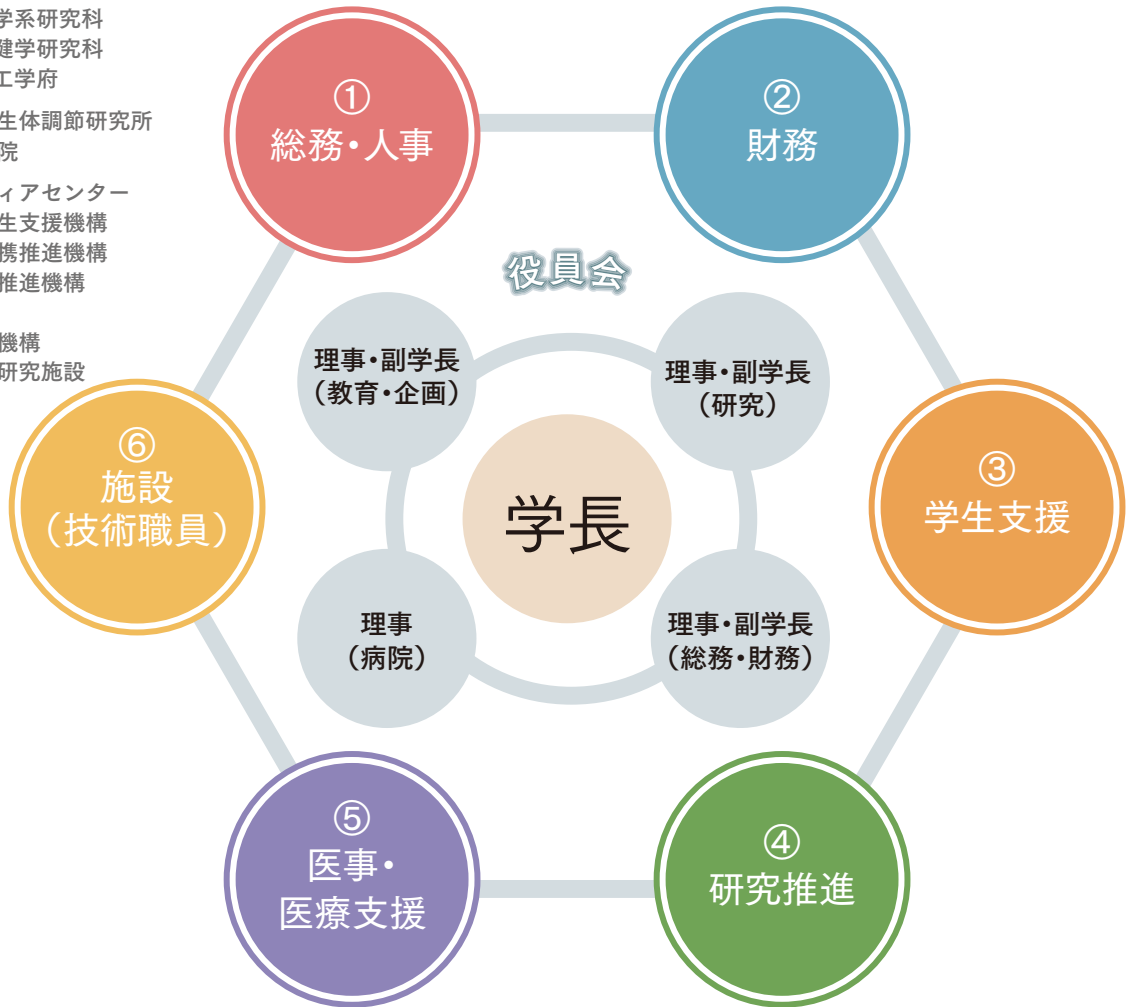 学系研究科
健学研究科
工学府
生体調節研究所
院
ィアセンター
生支援機構
携推進機構
推進機構
機構
研究施設
①
総務・人事
②
財務
役員会
理事・副学長
（教育・企画）
理事・副学長
（研究）
学長
理事
（病院）
理事・副学長
（総務・財務）
⑥
施設
（技術職員）
③
学生支援
⑤
医事・
医療支援
④
研究推進